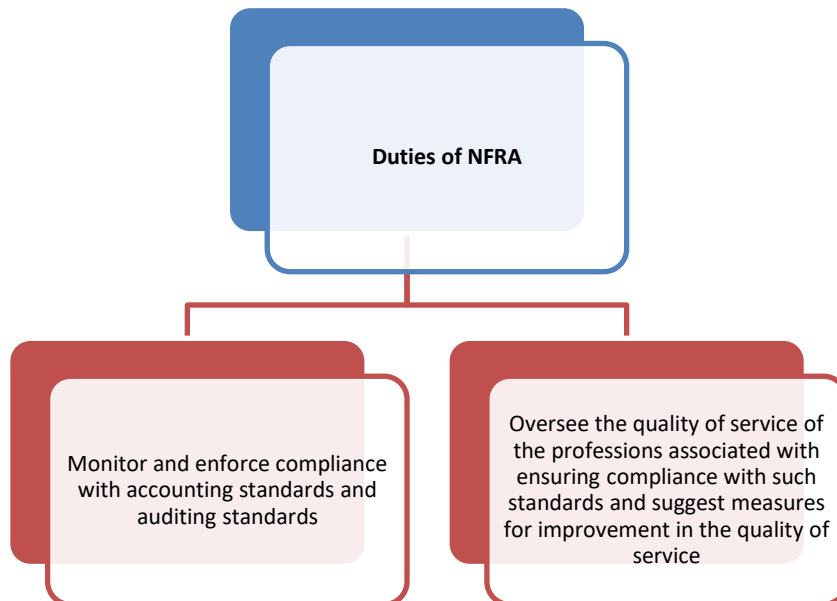 Duties of NFRA
Monitor and enforce compliance
with accounting standards and
auditing standards
Oversee the quality of service of
the professions associated with
ensuring compliance with such
standards and suggest measures
for improvement in the quality of
service